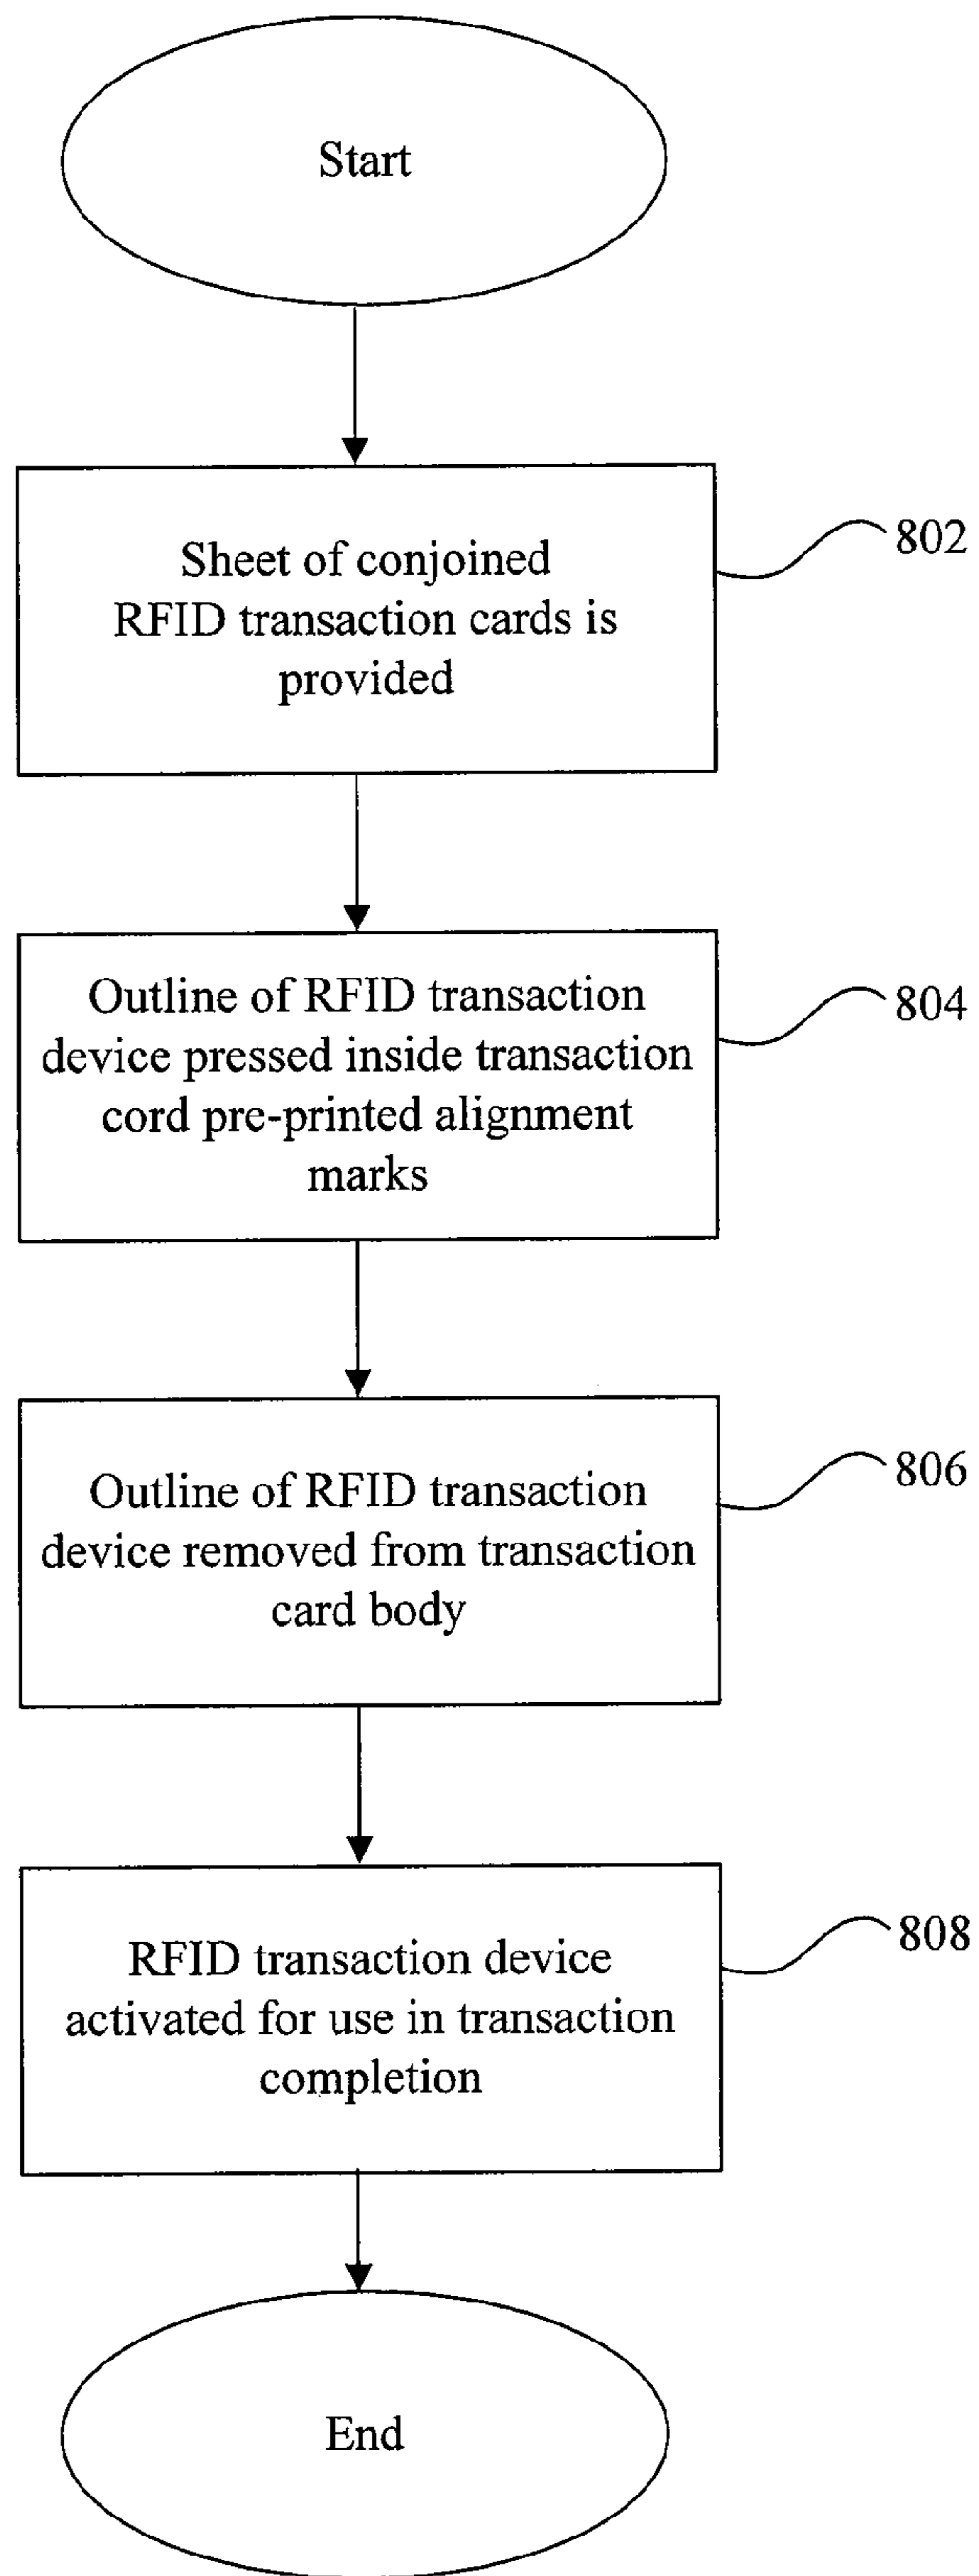 Start
Sheet of conjoined
RFID transaction cards is
provided
802
Outline of RFID transaction
device pressed inside transaction
cord pre-printed alignment
marks
804
Outline of RFID transaction
device removed from transaction
card body
806
RFID transaction device
activated for use in transaction
completion
808
End